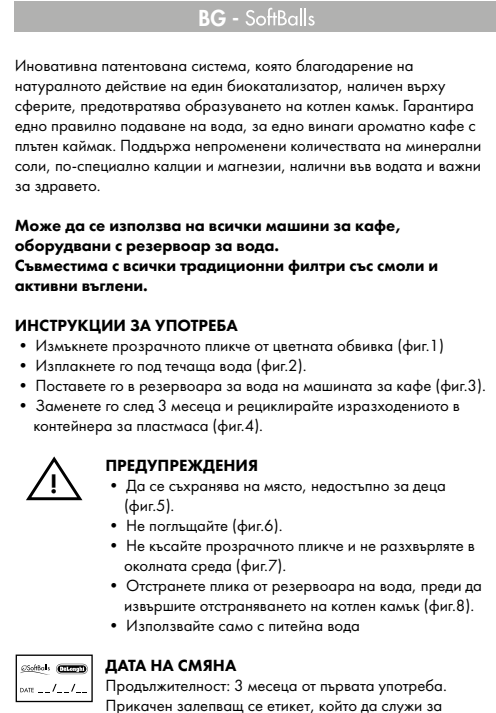 BG - SoftBalls
Иновативна патентована система, която благодарение на
натуралното действие на един биокатализатор, наличен върху
сферите, предотвратява образуването на котлен камък. Гарантира
едно правилно подаване на вода, за едно винаги ароматно кафе с
плътен каймак. Поддържа непроменени количествата на минерални
соли, по-специално калции и магнезии, налични във водата и важни
за здравето.
Може да се използва на всички машини за кафе,
оборудвани с резервоар за вода.
Съвместима с всички традиционни филтри със смоли и
активни въглени.
ИНСТРУКЦИИ ЗА УПОТРЕБА
• Измъкнете прозрачното пликче от цветната обвивка (фиг.1)
• Изплакнете го под течаща вода (фиг.2).
• Поставете го в резервоара за вода на машината за кафе (фиг.3).
• Заменете го след 3 месеца и рециклирайте изразходениото в
контейнера за пластмаса (фиг.4).
ПРЕДУПРЕЖДЕНИЯ
• Да се съхранява на място, недостъпно за деца
(фиг.5).
• Не поглъщайте (фиг.6).
• Не късайте прозрачното пликче и не разхвърляте в
околната среда (фиг.7).
• Отстранете плика от резервоара на вода, преди да
извършите отстраняването на котлен камък (фиг.8).
• Използвайте само с питейна вода
SoftBalls DeLonghi
DATE __/__/__
ДАТА НА СМЯНА
Продължителност: 3 месеца от първата употреба.
Прикачен залепващ се етикет, който да служи за